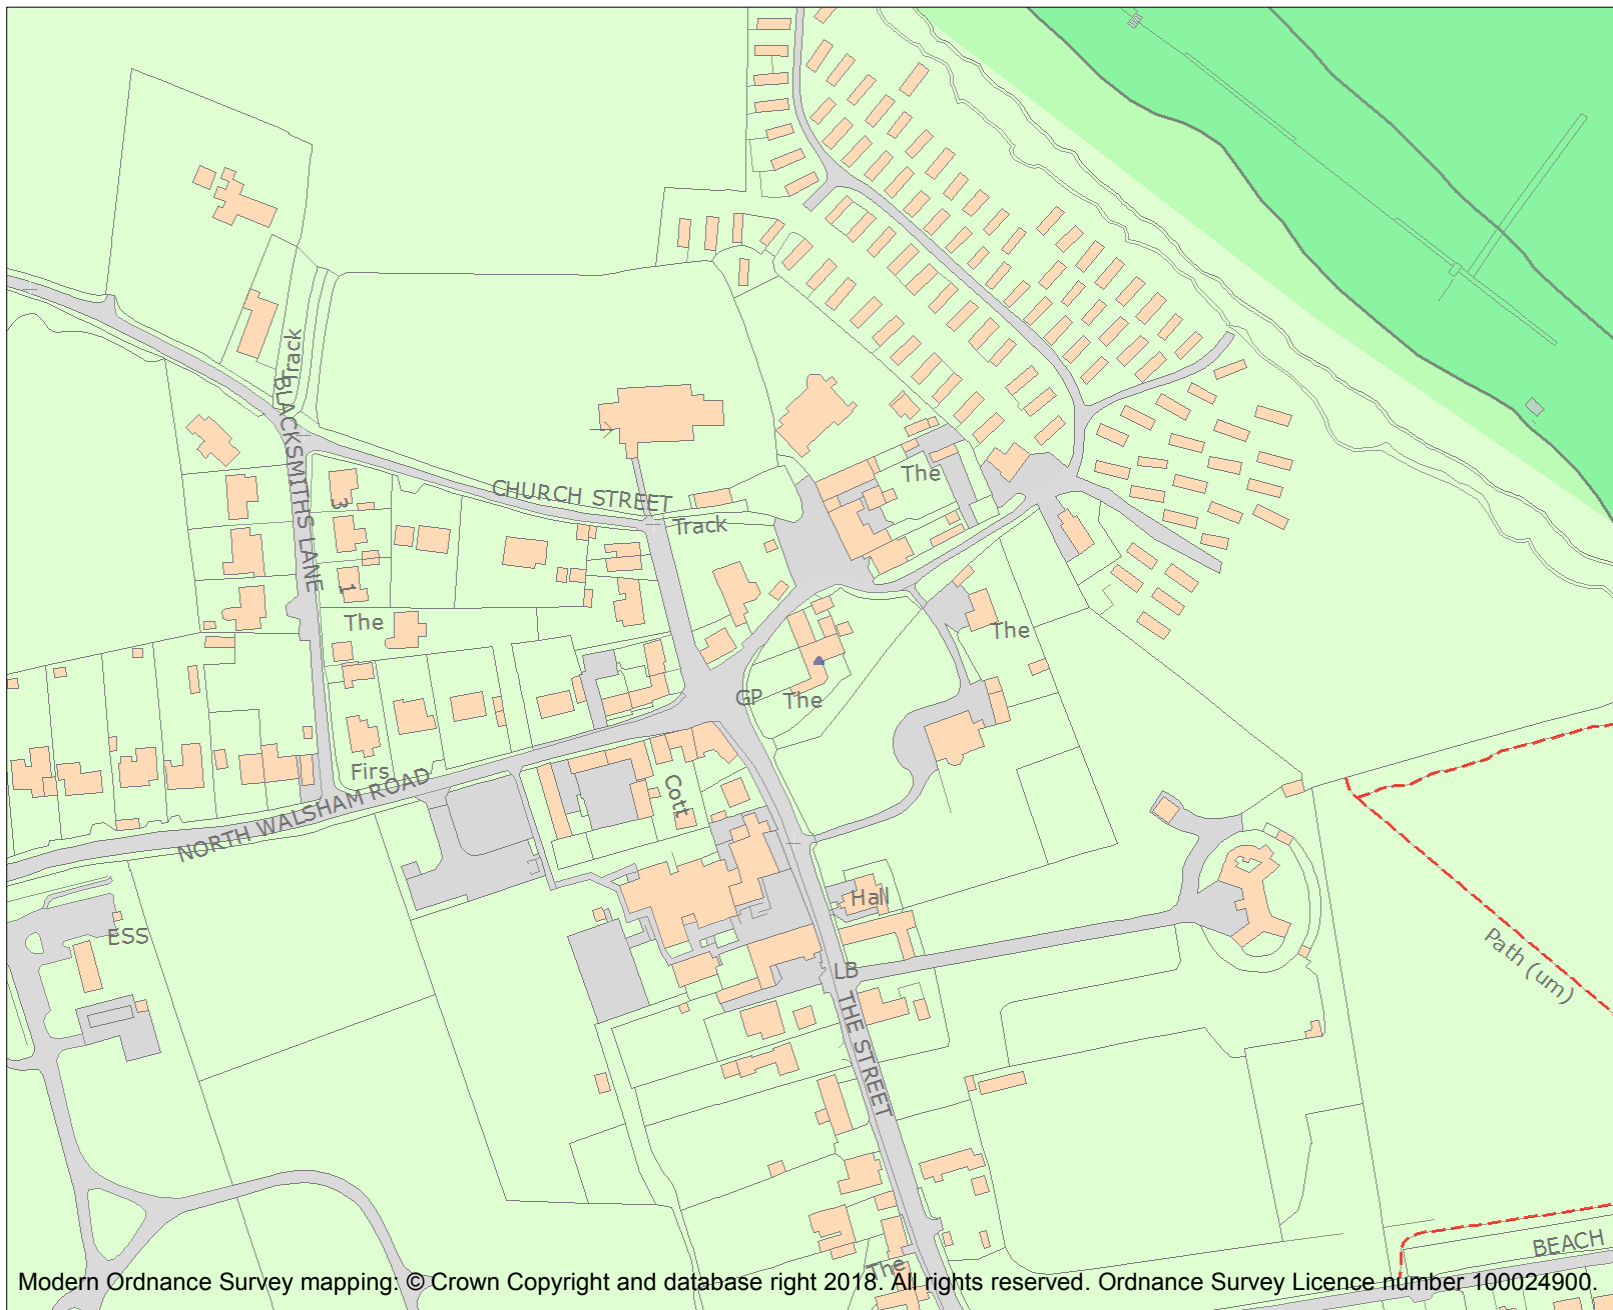 Track
BLACKSMITHS LANE
CHURCH STREET
The
3
Track
1
The
The
GP
The
Firs
NORTH WALSHAM ROAD
Cott
Hall
ESS
Path (um)
LB
THE STREET
BEACH
The
Modern Ordnance Survey mapping: © Crown Copyright and database right 2018. All rights reserved. Ordnance Survey Licence number 100024900.